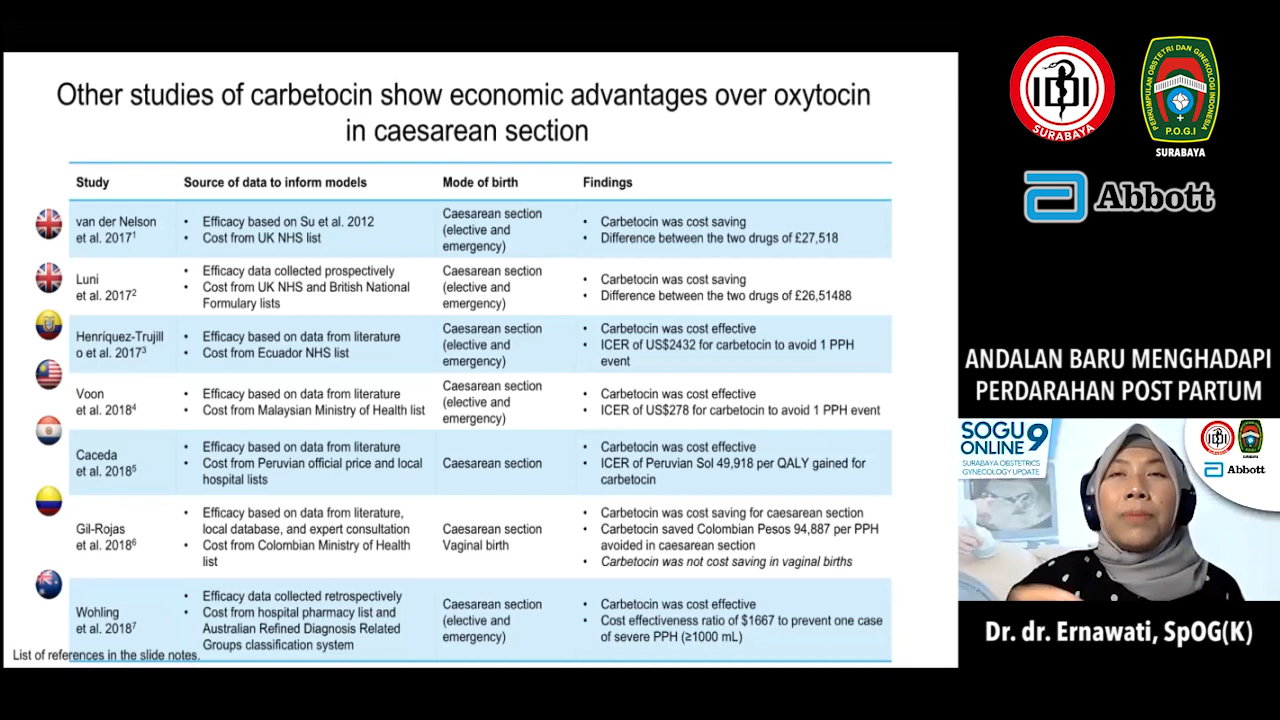 Other studies of carbetocin show economic advantages over oxytocin
in caesarean section
Study
Source of data to inform models
Mode of birth
Findings
van der Nelson
et al. 2017¹
• Efficacy based on Su et al. 2012
• Cost from UK NHS list
Caesarean section
(elective and
emergency)
• Carbetocin was cost saving
• Difference between the two drugs of £27,518
Luni
et al. 2017²
• Efficacy data collected prospectively
• Cost from UK NHS and British National
Formulary lists
Caesarean section
(elective and
emergency)
• Carbetocin was cost saving
• Difference between the two drugs of £26,51488
Henríquez-Trujill
o et al. 2017³
• Efficacy based on data from literature
• Cost from Ecuador NHS list
Caesarean section
(elective and
emergency)
• Carbetocin was cost effective
• ICER of US$2432 for carbetocin to avoid 1 PPH
event
Voon
et al. 2018⁴
• Efficacy based on data from literature
• Cost from Malaysian Ministry of Health list
Caesarean section
(elective and
emergency)
• Carbetocin was cost effective
• ICER of US$278 for carbetocin to avoid 1 PPH event
Caceda
et al. 2018⁵
• Efficacy based on data from literature
• Cost from Peruvian official price and local
hospital lists
Caesarean section
• Carbetocin was cost effective
• ICER of Peruvian Sol 49,918 per QALY gained for
carbetocin
Gil-Rojas
et al. 2018⁶
• Efficacy based on data from literature,
local database, and expert consultation
• Cost from Colombian Ministry of Health
list
Caesarean section
Vaginal birth
• Carbetocin was cost saving for caesarean section
• Carbetocin saved Colombian Pesos 94,887 per PPH
avoided in caesarean section
• Carbetocin was not cost saving in vaginal births
Wohling
et al. 2018⁷
• Efficacy data collected retrospectively
• Cost from hospital pharmacy list and
Australian Refined Diagnosis Related
Groups classification system
Caesarean section
(elective and
emergency)
• Carbetocin was cost effective
• Cost effectiveness ratio of $1667 to prevent one case
of severe PPH (≥1000 mL)
List of references in the slide notes.
IDI
SURABAYA
PERKUMPULAN OBSTETRI DAN GINEKOLOGI INDONESIA
P.O.G.I
SURABAYA
Abbott
ANDALAN BARU MENGHADAPI
PERDARAHAN POST PARTUM
SOGU 9
ONLINE
SURABAYA OBSTETRICS
GYNECOLOGY UPDATE
Abbott
Dr. dr. Ernawati, SpOG(K)